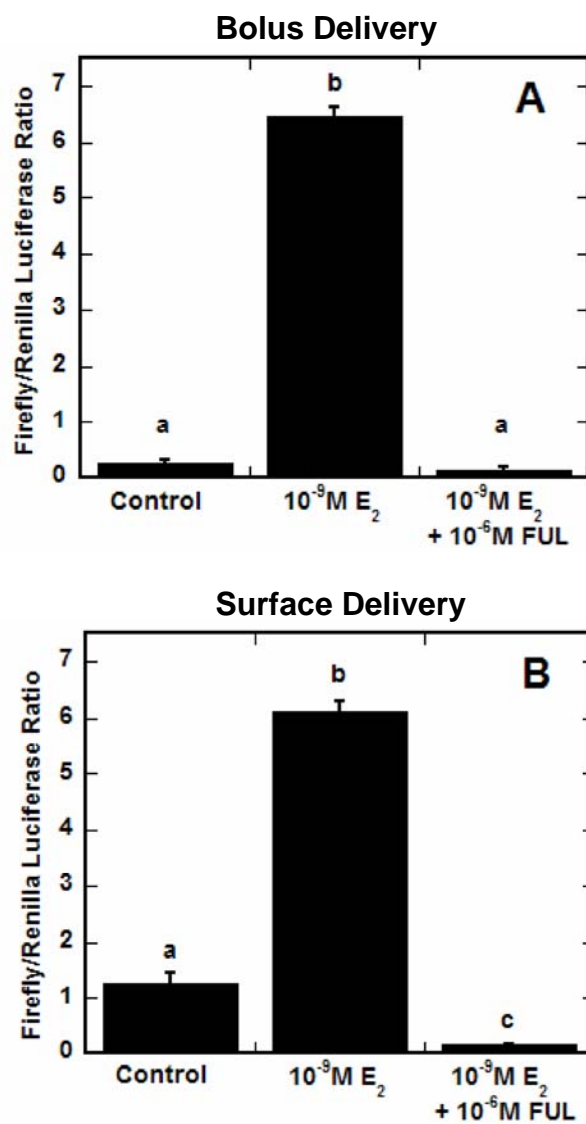 Bolus Delivery
Firefly/Renilla Luciferase Ratio
7
6
5
4
3
2
1
0
A
a
b
a
Control
10⁻⁹M E₂
10⁻⁹M E₂
+ 10⁻⁶M FUL
Surface Delivery
Firefly/Renilla Luciferase Ratio
7
6
5
4
3
2
1
0
B
a
b
c
Control
10⁻⁹M E₂
10⁻⁹M E₂
+ 10⁻⁶M FUL